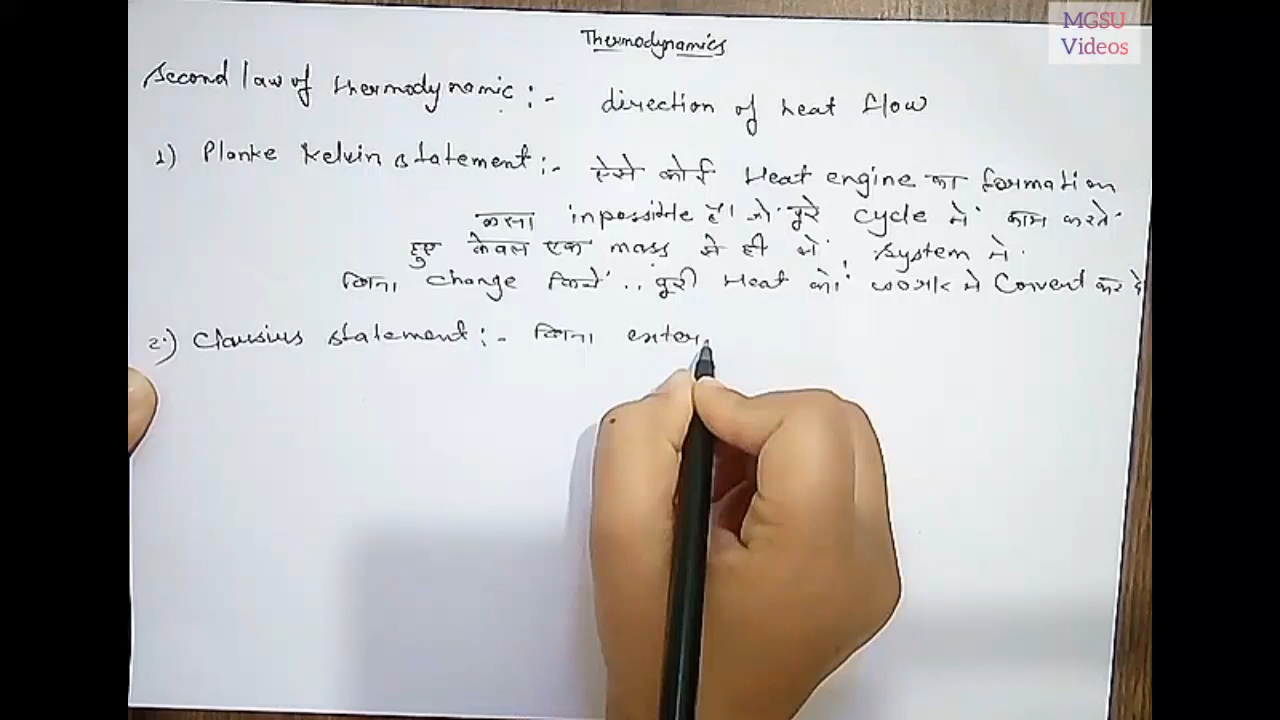 MGSU
Videos
Thermodynamics
Second law of thermodynamic :- direction of heat flow
1) Planke Kelvin statement :- ऐसे कोई Heat engine का formation
करना inpossible है। जो पूरे cycle में काम करते
हुए केवल एक mass से ही से, system में
बिना change किये .. पूरी Heat को work में Convert कर दे
2.) Clausius statement :- बिना exter